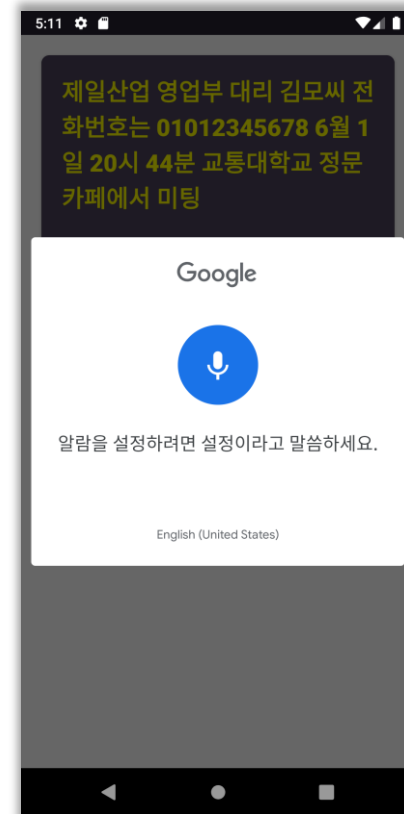 5:11
제일산업 영업부 대리 김모씨 전
화번호는 01012345678 6월 1
일 20시 44분 교통대학교 정문
카페에서 미팅
Google
알람을 설정하려면 설정이라고 말씀하세요.
English (United States)